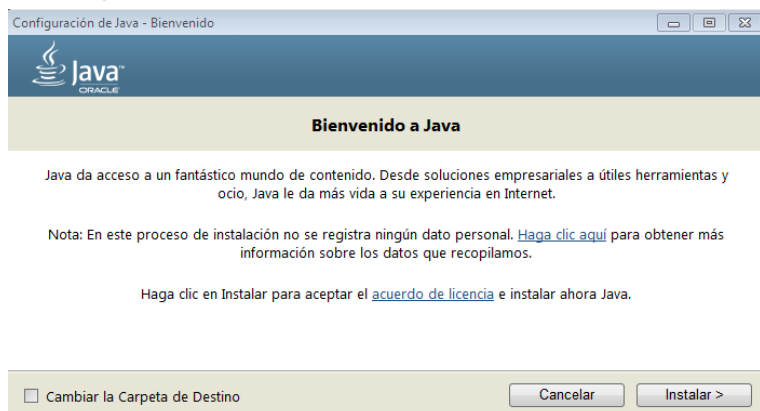 Configuración de Java - Bienvenido
Java™
ORACLE
Bienvenido a Java
Java da acceso a un fantástico mundo de contenido. Desde soluciones empresariales a útiles herramientas y
ocio, Java le da más vida a su experiencia en Internet.
Nota: En este proceso de instalación no se registra ningún dato personal. Haga clic aquí para obtener más
información sobre los datos que recopilamos.
Haga clic en Instalar para aceptar el acuerdo de licencia e instalar ahora Java.
Cambiar la Carpeta de Destino
Cancelar
Instalar >